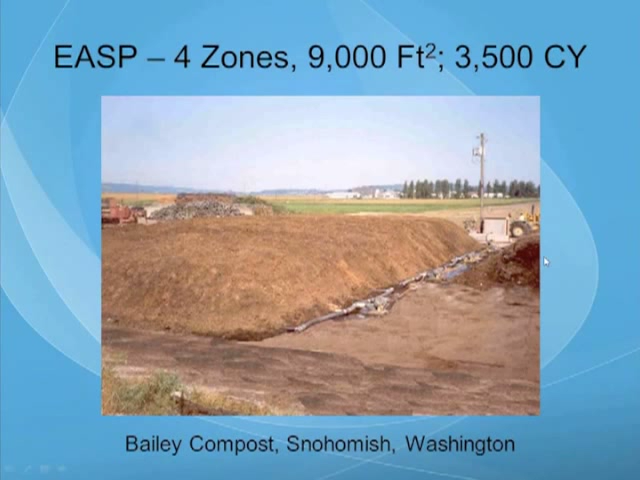 EASP – 4 Zones, 9,000 Ft²; 3,500 CY
Bailey Compost, Snohomish, Washington